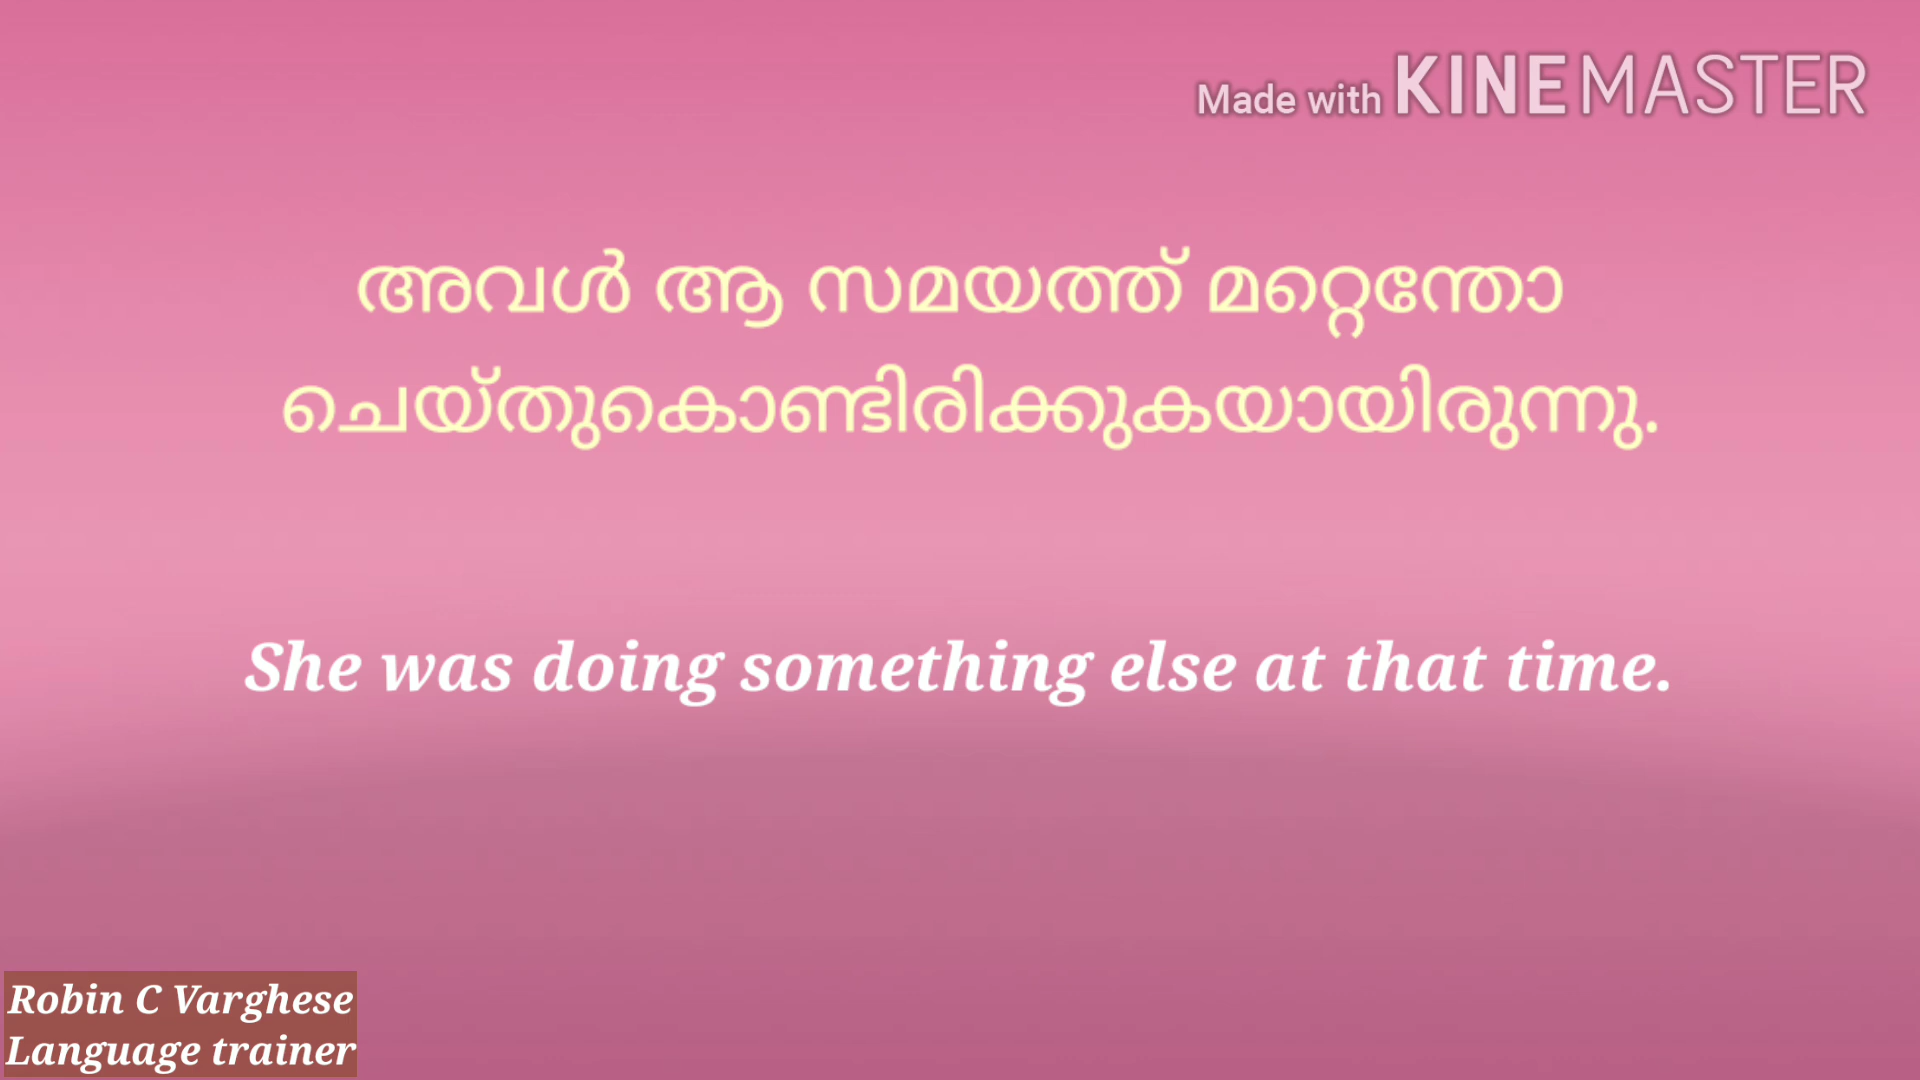 Made with KINEMASTER
അവൾ ആ സമയത്ത് മറ്റെന്തോ
ചെയ്തുകൊണ്ടിരിക്കുകയായിരുന്നു.
She was doing something else at that time.
Robin C Varghese
Language trainer